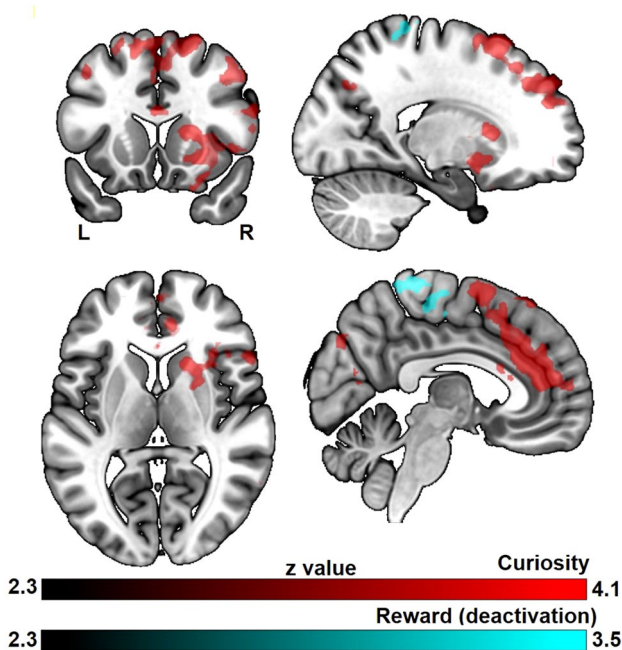 L R
z value Curiosity
2.3 4.1
Reward (deactivation)
2.3 3.5